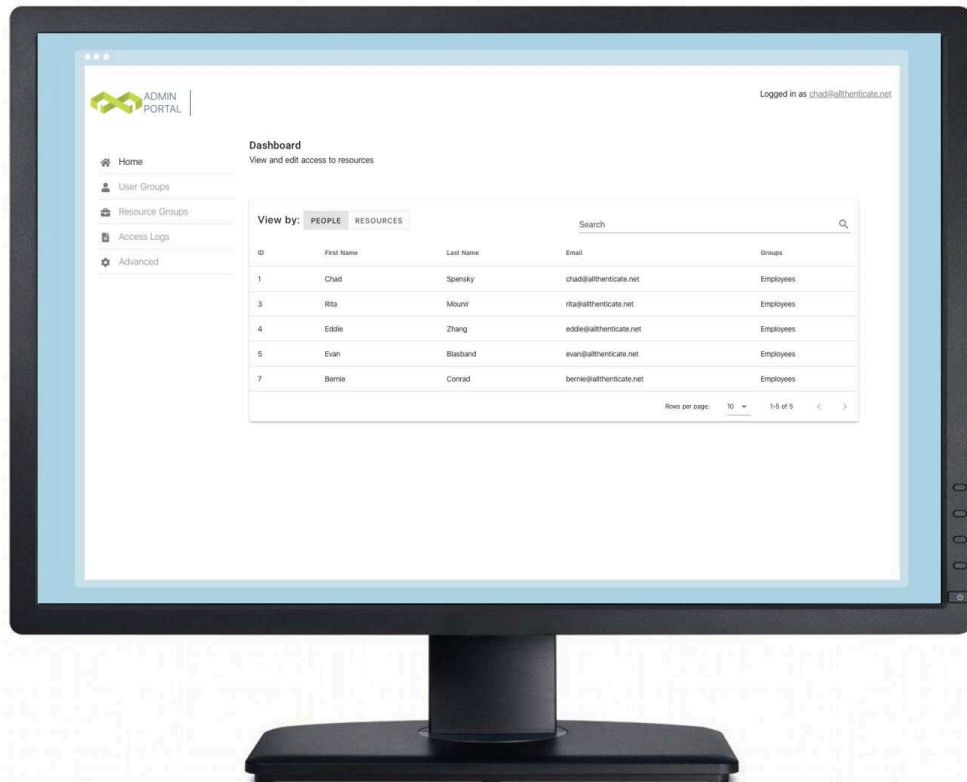 ADMIN
PORTAL
Logged in as chad@allthenticate.net
Dashboard
View and edit access to resources
Home
User Groups
Resource Groups
Access Logs
Advanced
View by: PEOPLE RESOURCES
Search
ID First Name Last Name Email Groups
1 Chad Spensky chad@allthenticate.net Employees
3 Rita Mounir rita@allthenticate.net Employees
4 Eddie Zhang eddie@allthenticate.net Employees
5 Evan Blasband evan@allthenticate.net Employees
7 Bernie Conrad bernie@allthenticate.net Employees
Rows per page: 10 1-5 of 5